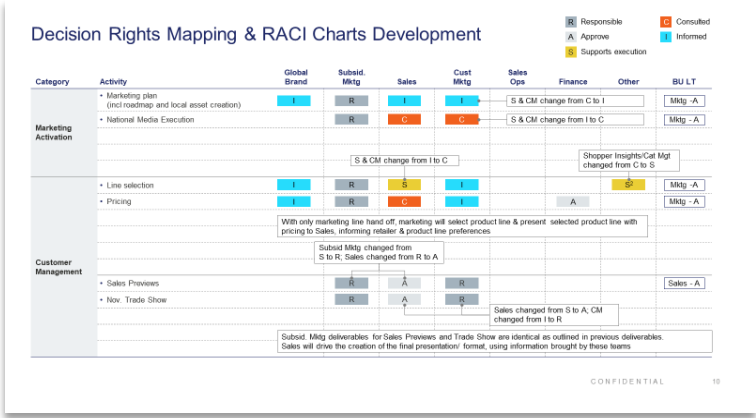 Decision Rights Mapping & RACI Charts Development
R Responsible
C Consulted
A Approve
I Informed
S Supports execution
Category Activity Global Brand Subsid. Mktg Sales Cust Mktg Sales Ops Finance Other BU LT
Marketing Activation
• Marketing plan
(incl roadmap and local asset creation)
I R I I
S & CM change from C to I
Mktg -A
• National Media Execution
R C C
S & CM change from I to C
Mktg - A
S & CM change from I to C
Shopper Insights/Cat Mgt
changed from C to S
Customer Management
• Line selection
I R S I S²
Mktg -A
• Pricing
I R C I A
Mktg - A
With only marketing line hand off, marketing will select product line & present selected product line with
pricing to Sales, informing retailer & product line preferences
Subsid Mktg changed from
S to R; Sales changed from R to A
• Sales Previews
R A R
Sales - A
• Nov. Trade Show
R A R
Sales changed from S to A; CM
changed from I to R
Subsid. Mktg deliverables for Sales Previews and Trade Show are identical as outlined in previous deliverables.
Sales will drive the creation of the final presentation/ format, using information brought by these teams
CONFIDENTIAL